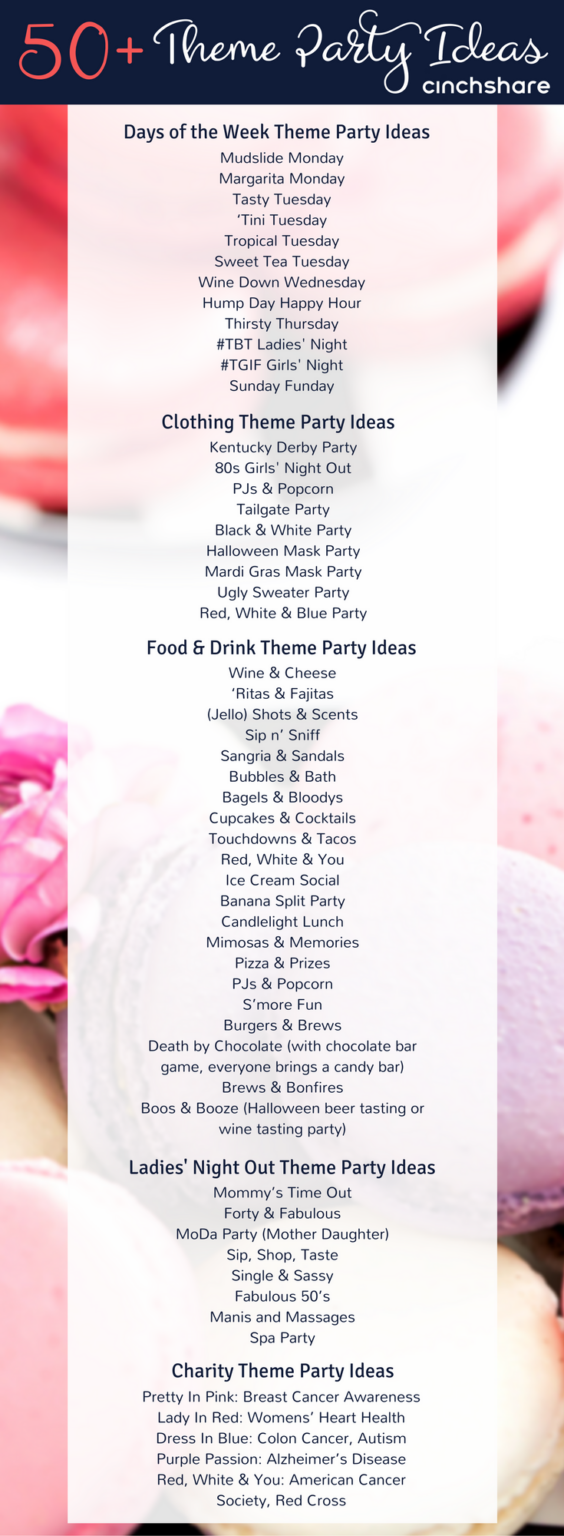 50+ Theme Party Ideas
cinchshare
Days of the Week Theme Party Ideas
Mudslide Monday
Margarita Monday
Tasty Tuesday
‘Tini Tuesday
Tropical Tuesday
Sweet Tea Tuesday
Wine Down Wednesday
Hump Day Happy Hour
Thirsty Thursday
#TBT Ladies' Night
#TGIF Girls' Night
Sunday Funday
Clothing Theme Party Ideas
Kentucky Derby Party
80s Girls' Night Out
PJs & Popcorn
Tailgate Party
Black & White Party
Halloween Mask Party
Mardi Gras Mask Party
Ugly Sweater Party
Red, White & Blue Party
Food & Drink Theme Party Ideas
Wine & Cheese
‘Ritas & Fajitas
(Jello) Shots & Scents
Sip n’ Sniff
Sangria & Sandals
Bubbles & Bath
Bagels & Bloodys
Cupcakes & Cocktails
Touchdowns & Tacos
Red, White & You
Ice Cream Social
Banana Split Party
Candlelight Lunch
Mimosas & Memories
Pizza & Prizes
PJs & Popcorn
S’more Fun
Burgers & Brews
Death by Chocolate (with chocolate bar
game, everyone brings a candy bar)
Brews & Bonfires
Boos & Booze (Halloween beer tasting or
wine tasting party)
Ladies' Night Out Theme Party Ideas
Mommy’s Time Out
Forty & Fabulous
MoDa Party (Mother Daughter)
Sip, Shop, Taste
Single & Sassy
Fabulous 50’s
Manis and Massages
Spa Party
Charity Theme Party Ideas
Pretty In Pink: Breast Cancer Awareness
Lady In Red: Womens’ Heart Health
Dress In Blue: Colon Cancer, Autism
Purple Passion: Alzheimer’s Disease
Red, White & You: American Cancer
Society, Red Cross